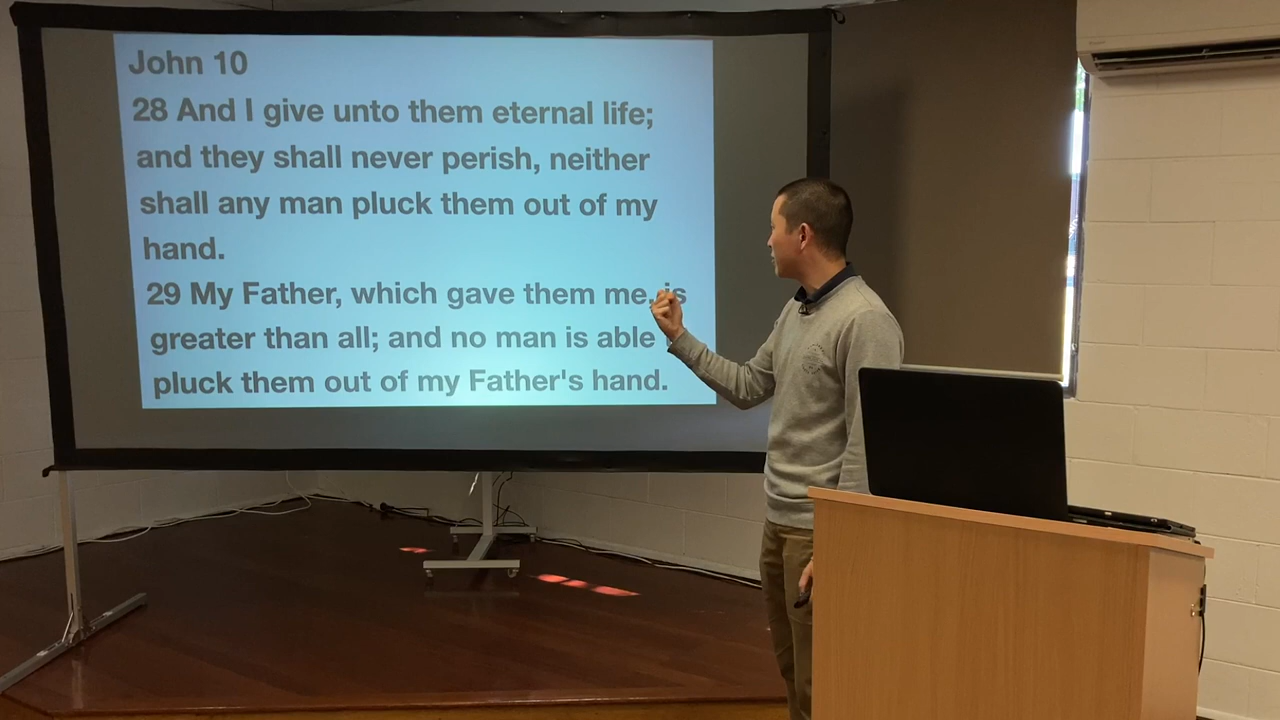 John 10
28 And I give unto them eternal life;
and they shall never perish, neither
shall any man pluck them out of my
hand.
29 My Father, which gave them me, is
greater than all; and no man is able
pluck them out of my Father's hand.